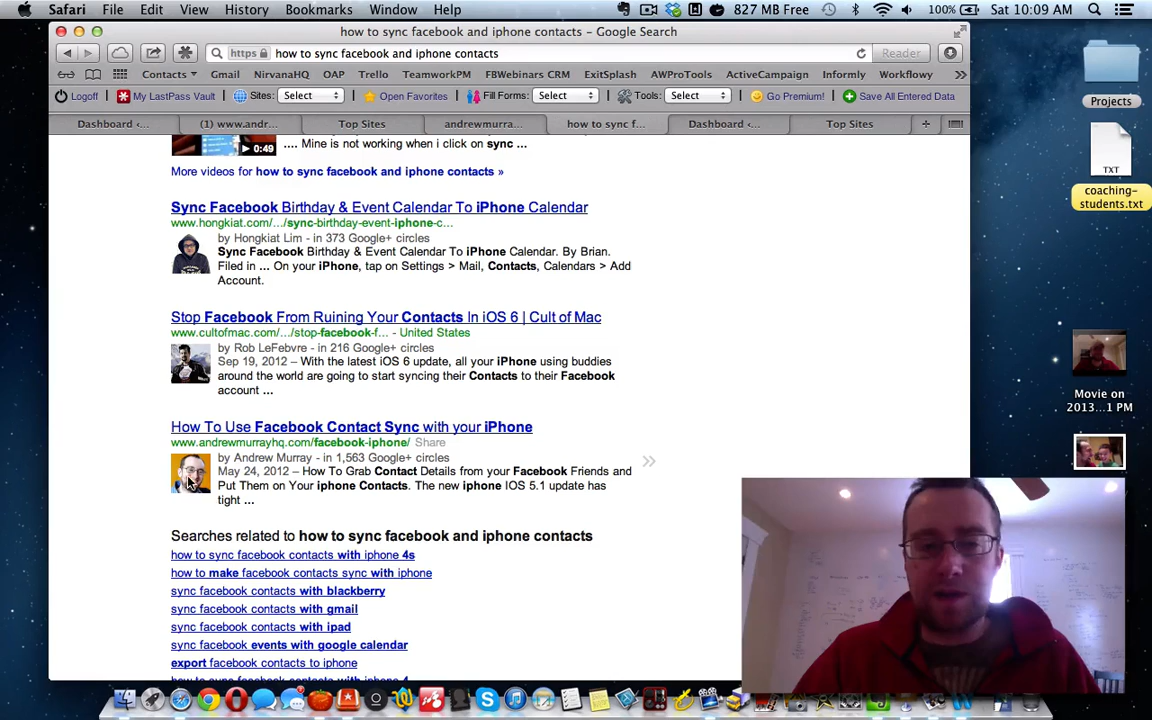 Safari File Edit View History Bookmarks Window Help 827 MB Free 100% Sat 10:09 AM
how to sync facebook and iphone contacts – Google Search
https how to sync facebook and iphone contacts Reader
Contacts Gmail NirvanaHQ OAP Trello TeamworkPM FBWebinars CRM ExitSplash AWProTools ActiveCampaign Informly Workflowy
Logoff My LastPass Vault Sites: Select Open Favorites Fill Forms: Select Tools: Select Go Premium! Save All Entered Data
Dashboard ‹... (1) www.andr... Top Sites andrewmurra... how to sync f... Dashboard ‹... Top Sites
0:49 .... Mine is not working when i click on sync ...
More videos for how to sync facebook and iphone contacts »
Sync Facebook Birthday & Event Calendar To iPhone Calendar
www.hongkiat.com/.../sync-birthday-event-iphone-c...
by Hongkiat Lim - in 373 Google+ circles
Sync Facebook Birthday & Event Calendar To iPhone Calendar. By Brian.
Filed in ... On your iPhone, tap on Settings > Mail, Contacts, Calendars > Add
Account.
Stop Facebook From Ruining Your Contacts In iOS 6 | Cult of Mac
www.cultofmac.com/.../stop-facebook-f... - United States
by Rob LeFebvre - in 216 Google+ circles
Sep 19, 2012 – With the latest iOS 6 update, all your iPhone using buddies
around the world are going to start syncing their Contacts to their Facebook
account ...
How To Use Facebook Contact Sync with your iPhone
www.andrewmurrayhq.com/facebook-iphone/ Share
by Andrew Murray - in 1,563 Google+ circles
May 24, 2012 – How To Grab Contact Details from your Facebook Friends and
Put Them on Your iphone Contacts. The new iphone IOS 5.1 update has
tight ...
Searches related to how to sync facebook and iphone contacts
how to sync facebook contacts with iphone 4s
how to make facebook contacts sync with iphone
sync facebook contacts with blackberry
sync facebook contacts with gmail
sync facebook contacts with ipad
sync facebook events with google calendar
export facebook contacts to iphone
how to sync facebook contacts with iphone 4
Projects
TXT
coaching-
students.txt
Movie on
2013...1 PM